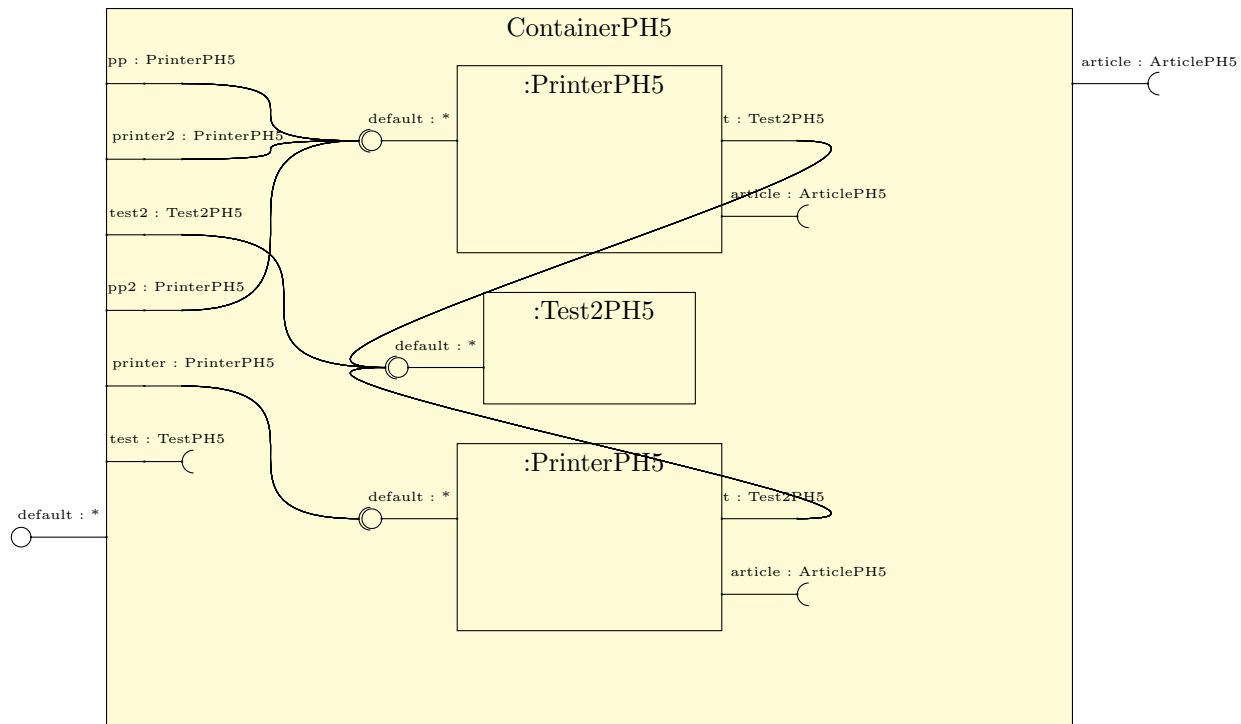 ContainerPH5
pp : PrinterPH5
article : ArticlePH5
:PrinterPH5
default : *
t : Test2PH5
printer2 : PrinterPH5
article : ArticlePH5
test2 : Test2PH5
pp2 : PrinterPH5
:Test2PH5
default : *
printer : PrinterPH5
test : TestPH5
:PrinterPH5
default : *
t : Test2PH5
default : *
article : ArticlePH5